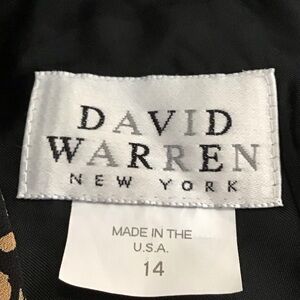 DAVID
WARREN
NEW YORK
MADE IN THE
U.S.A.
14